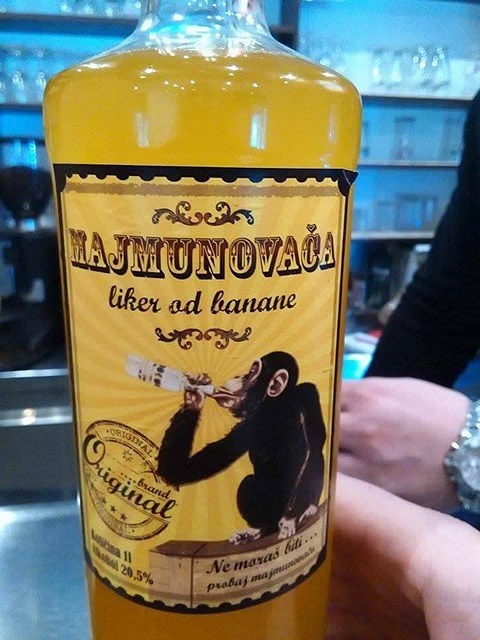 MAJMUNOVAČA
liker od banane
ORIGINAL
Original
...brand
Količina 1l
alkohol 20,5%
Ne moraš biti...
probaj majmunovaču